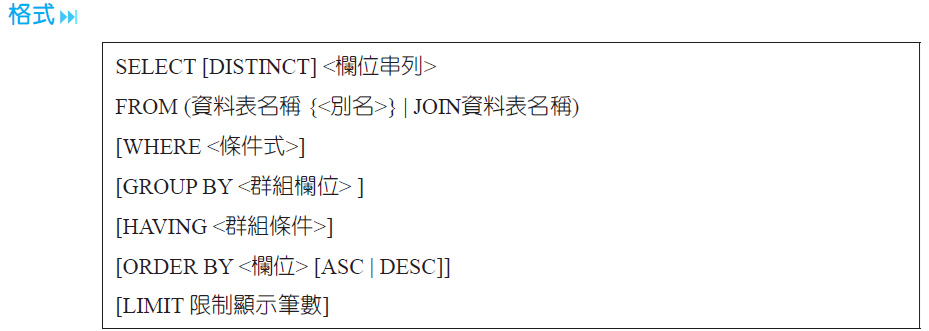 格式
SELECT [DISTINCT] <欄位串列>
FROM (資料表名稱 {<別名>} | JOIN資料表名稱)
[WHERE <條件式>]
[GROUP BY <群組欄位> ]
[HAVING <群組條件>]
[ORDER BY <欄位> [ASC | DESC]]
[LIMIT 限制顯示筆數]